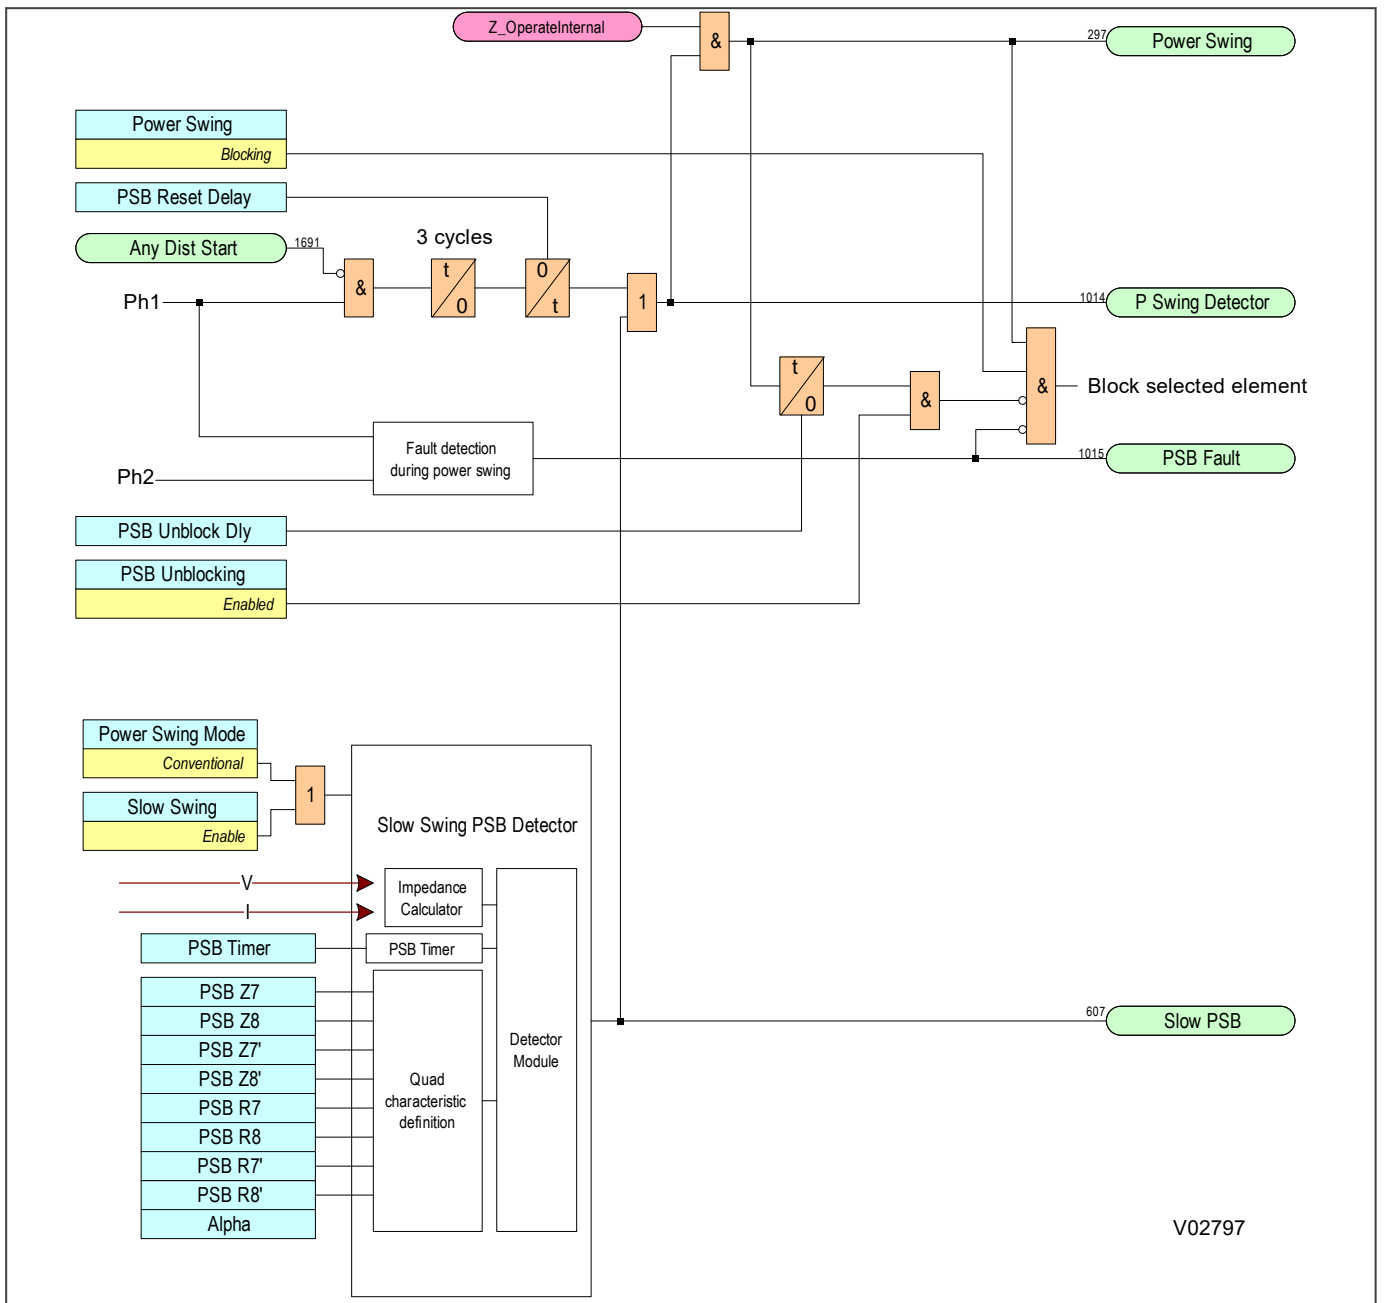 Z_OperateInternal
&
297
Power Swing
Power Swing
Blocking
PSB Reset Delay
Any Dist Start
1691
3 cycles
&
t
0
0
t
1
Ph1
1014
P Swing Detector
t
0
&
&
Block selected element
Fault detection
during power swing
1015
PSB Fault
Ph2
PSB Unblock Dly
PSB Unblocking
Enabled
Power Swing Mode
Conventional
1
Slow Swing
Enable
Slow Swing PSB Detector
V
I
Impedance
Calculator
PSB Timer
PSB Timer
PSB Z7
PSB Z8
PSB Z7'
PSB Z8'
PSB R7
PSB R8
PSB R7'
PSB R8'
Alpha
Quad
characteristic
definition
Detector
Module
607
Slow PSB
V02797